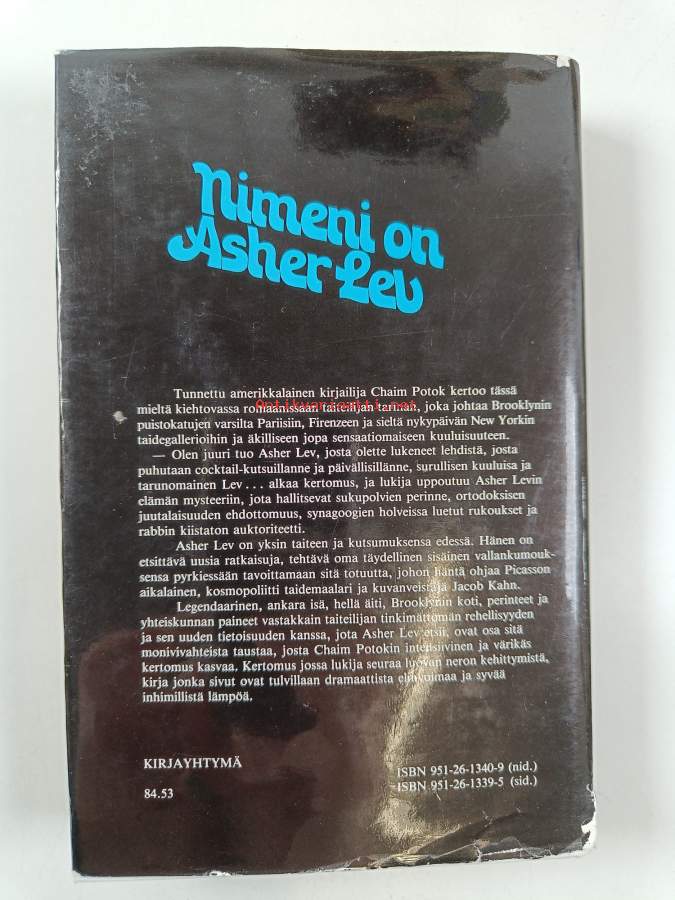 Nimeni on
Asher Lev
Tunnettu amerikkalainen kirjailija Chaim Potok kertoo tässä
mieltä kiehtovassa romaanissaan taiteilijan tarinan, joka johtaa Brooklynin
Antikvariaatti.net
puistokatujen varsilta Pariisiin, Firenzeen ja sieltä nykypäivän New Yorkin
taidegallerioihin ja äkilliseen jopa sensaatiomaiseen kuuluisuuteen.
— Olen juuri tuo Asher Lev, josta olette lukeneet lehdistä, josta
puhutaan cocktail-kutsuillanne ja päivällisillänne, surullisen kuuluisa ja
tarunomainen Lev... alkaa kertomus, ja lukija uppoutuu Asher Levin
elämän mysteeriin, jota hallitsevat sukupolvien perinne, ortodoksisen
juutalaisuuden ehdottomuus, synagoogien holveissa luetut rukoukset ja
rabbin kiistaton auktoriteetti.
Asher Lev on yksin taiteen ja kutsumuksensa edessä. Hänen on
etsittävä uusia ratkaisuja, tehtävä oma täydellinen sisäinen vallankumouk-
sensa pyrkiessään tavoittamaan sitä totuutta, johon häntä ohjaa Picasson
aikalainen, kosmopoliitti taidemaalari ja kuvanveistäjä Jacob Kahn.
Legendaarinen, ankara isä, hellä äiti, Brooklynin koti, perinteet ja
yhteiskunnan paineet vastakkain taiteilijan tinkimättömän rehellisyyden
ja sen uuden tietoisuuden kanssa, jota Asher Lev etsii, ovat osa sitä
monivivahteista taustaa, josta Chaim Potokin intensiivinen ja värikäs
kertomus kasvaa. Kertomus jossa lukija seuraa luovan neron kehittymistä,
kirja jonka sivut ovat tulvillaan dramaattista elinvoimaa ja syvää
inhimillistä lämpöä.
KIRJAYHTYMÄ
84.53
ISBN 951-26-1340-9 (nid.)
ISBN 951-26-1339-5 (sid.)